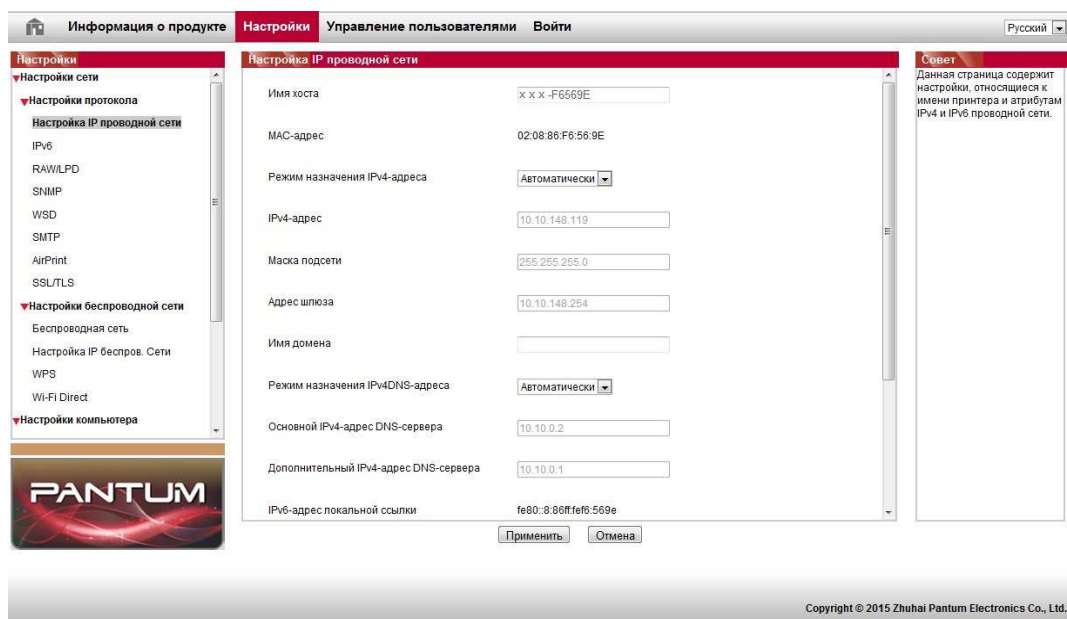 Информация о продукте Настройки Управление пользователями Войти Русский
Настройки
Настройки сети
Настройки протокола
Настройка IP проводной сети
IPv6
RAW/LPD
SNMP
WSD
SMTP
AirPrint
SSL/TLS
Настройки беспроводной сети
Беспроводная сеть
Настройка IP беспров. Сети
WPS
Wi-Fi Direct
Настройки компьютера
PANTUM
Настройка IP проводной сети
Имя хоста x x x -F6569E
MAC-адрес 02:08:86:F6:56:9E
Режим назначения IPv4-адреса Автоматически
IPv4-адрес 10.10.148.119
Маска подсети 255.255.255.0
Адрес шлюза 10.10.148.254
Имя домена
Режим назначения IPv4DNS-адреса Автоматически
Основной IPv4-адрес DNS-сервера 10.10.0.2
Дополнительный IPv4-адрес DNS-сервера 10.10.0.1
IPv6-адрес локальной ссылки fe80::8:86ff:fef6:569e
Применить Отмена
Совет
Данная страница содержит
настройки, относящиеся к
имени принтера и атрибутам
IPv4 и IPv6 проводной сети.
Copyright © 2015 Zhuhai Pantum Electronics Co., Ltd.